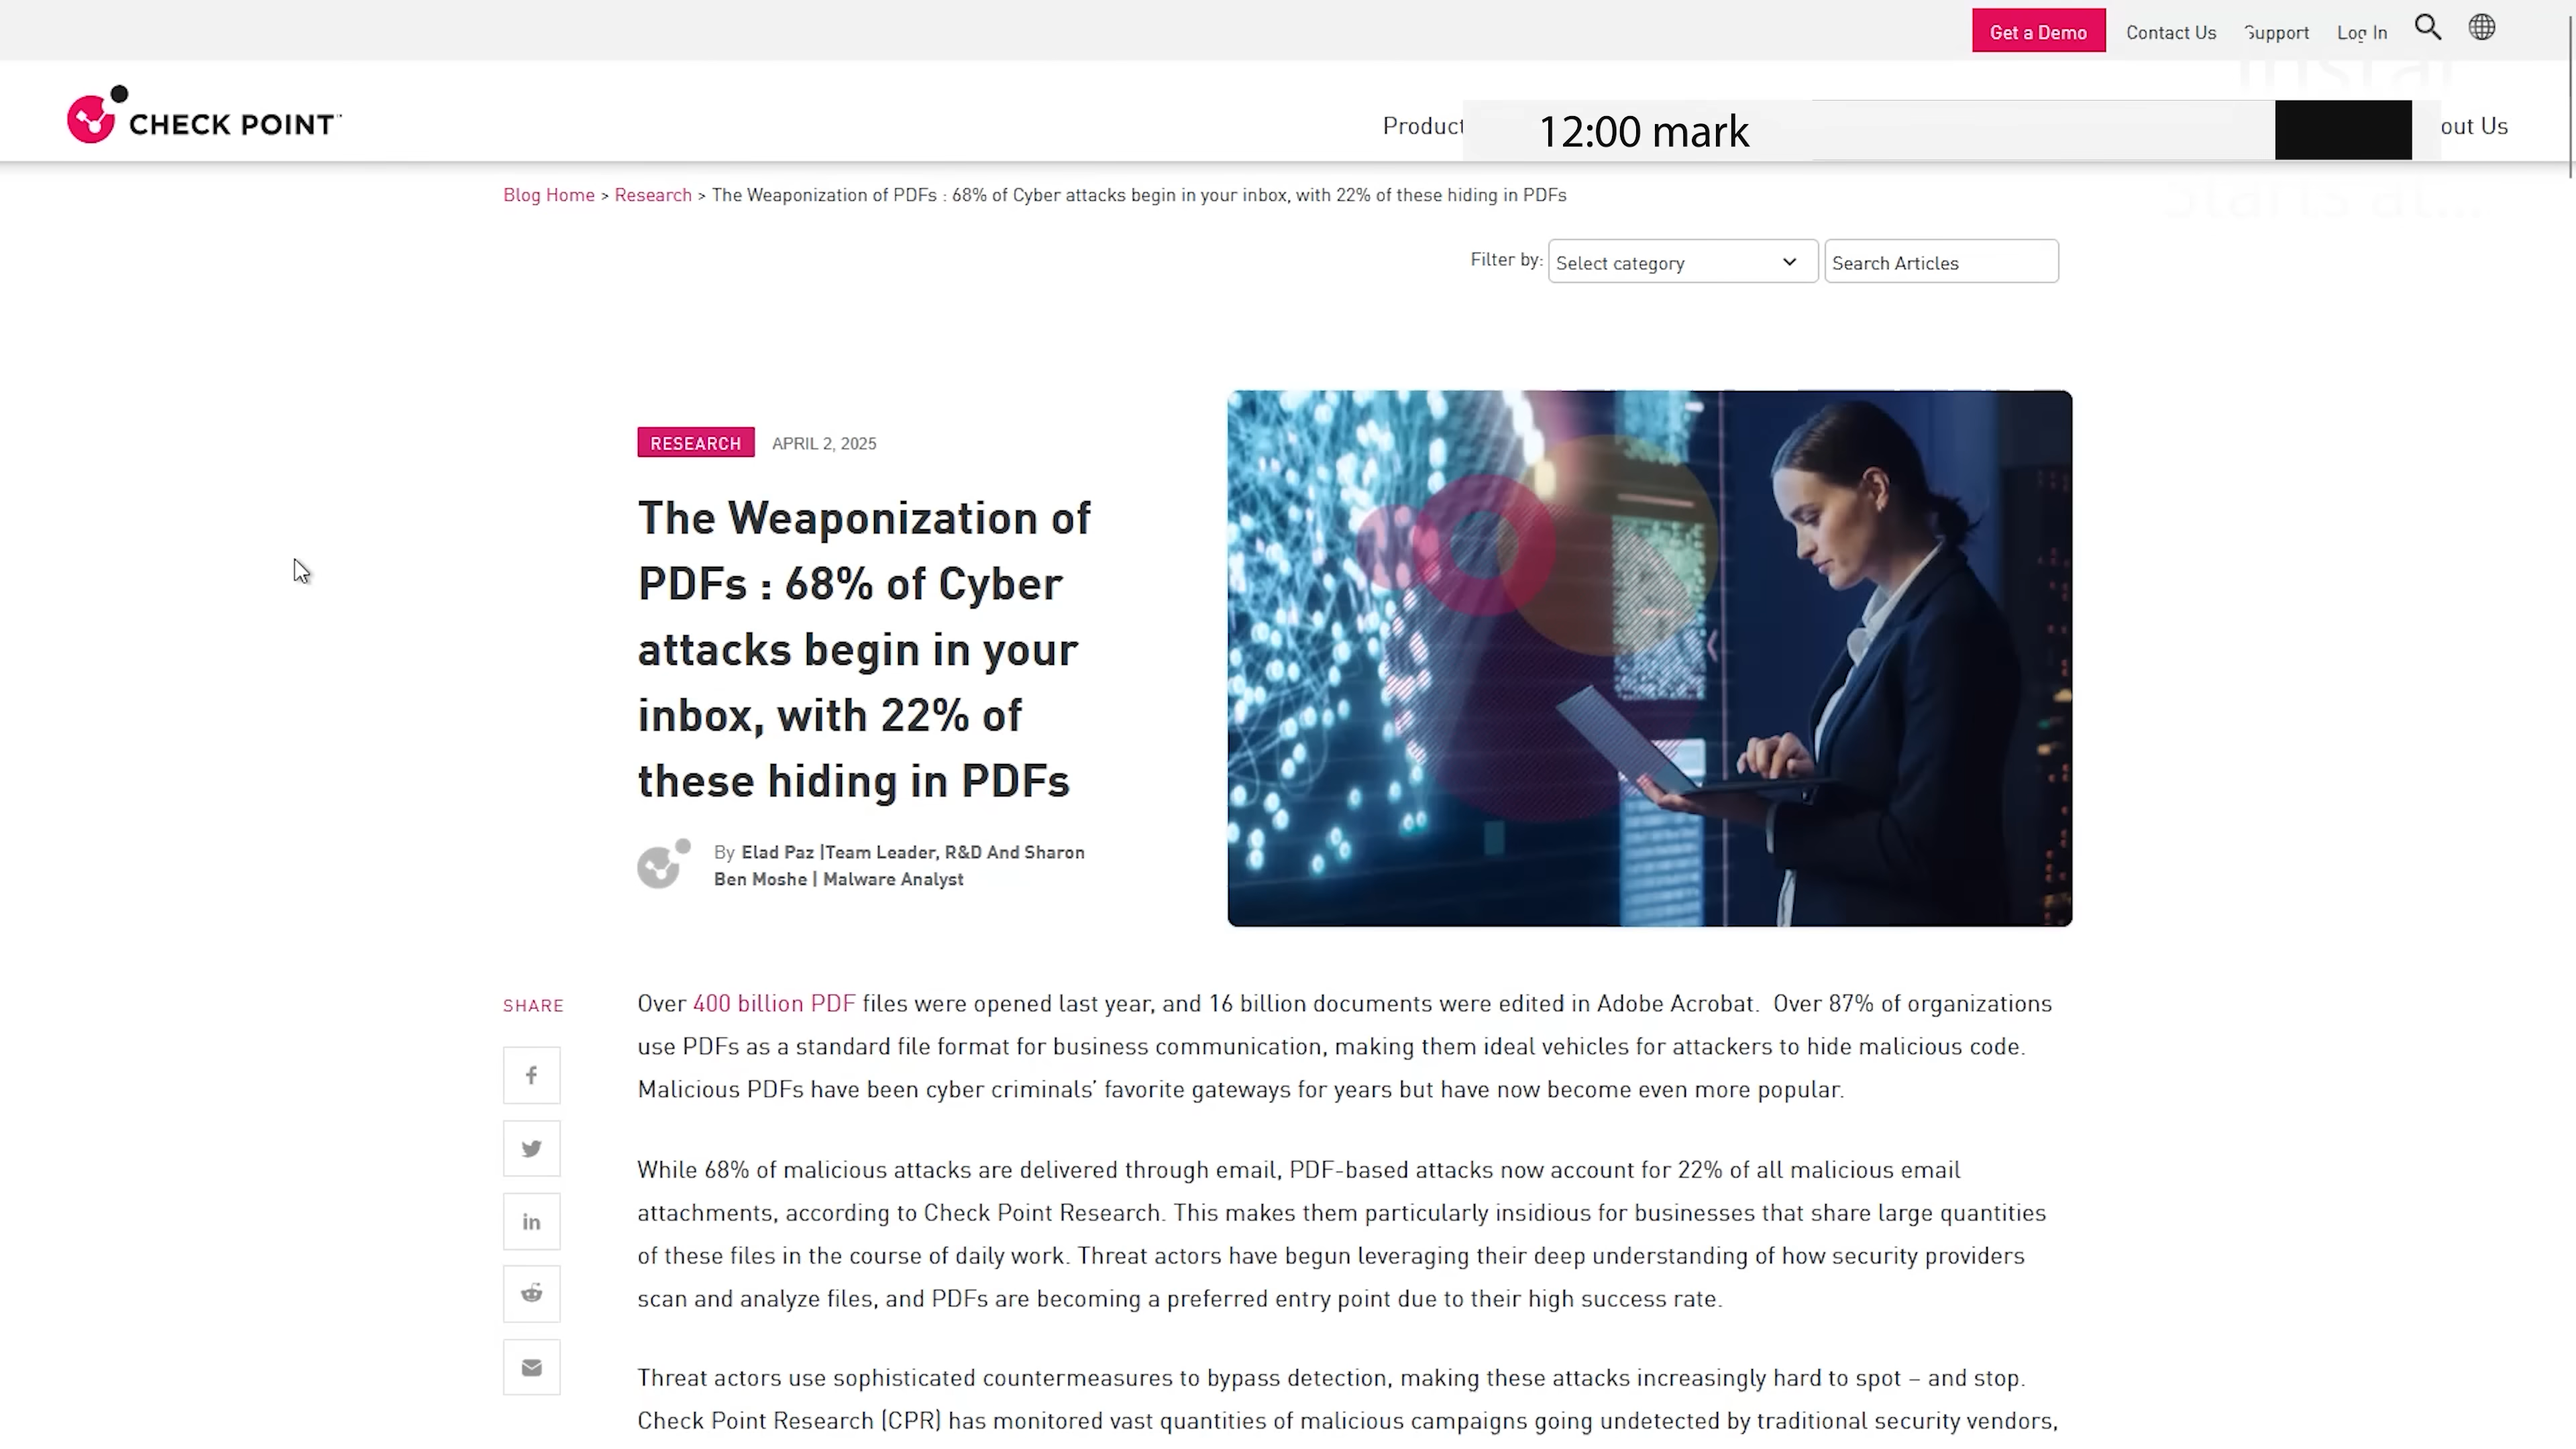 Get a Demo Contact Us Support Log In
CHECK POINT
Product
12:00 mark
out Us
Blog Home > Research > The Weaponization of PDFs : 68% of Cyber attacks begin in your inbox, with 22% of these hiding in PDFs
starts at...
Filter by: Select category Search Articles
RESEARCH APRIL 2, 2025
The Weaponization of
PDFs : 68% of Cyber
attacks begin in your
inbox, with 22% of
these hiding in PDFs
By Elad Paz |Team Leader, R&D And Sharon
Ben Moshe | Malware Analyst
SHARE
Over 400 billion PDF files were opened last year, and 16 billion documents were edited in Adobe Acrobat. Over 87% of organizations
use PDFs as a standard file format for business communication, making them ideal vehicles for attackers to hide malicious code.
Malicious PDFs have been cyber criminals’ favorite gateways for years but have now become even more popular.
While 68% of malicious attacks are delivered through email, PDF-based attacks now account for 22% of all malicious email
attachments, according to Check Point Research. This makes them particularly insidious for businesses that share large quantities
of these files in the course of daily work. Threat actors have begun leveraging their deep understanding of how security providers
scan and analyze files, and PDFs are becoming a preferred entry point due to their high success rate.
Threat actors use sophisticated countermeasures to bypass detection, making these attacks increasingly hard to spot – and stop.
Check Point Research (CPR) has monitored vast quantities of malicious campaigns going undetected by traditional security vendors,